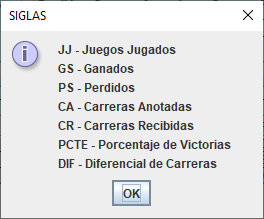 SIGLAS
JJ - Juegos Jugados
GS - Ganados
PS - Perdidos
CA - Carreras Anotadas
CR - Carreras Recibidas
PCTE - Porcentaje de Victorias
DIF - Diferencial de Carreras
OK